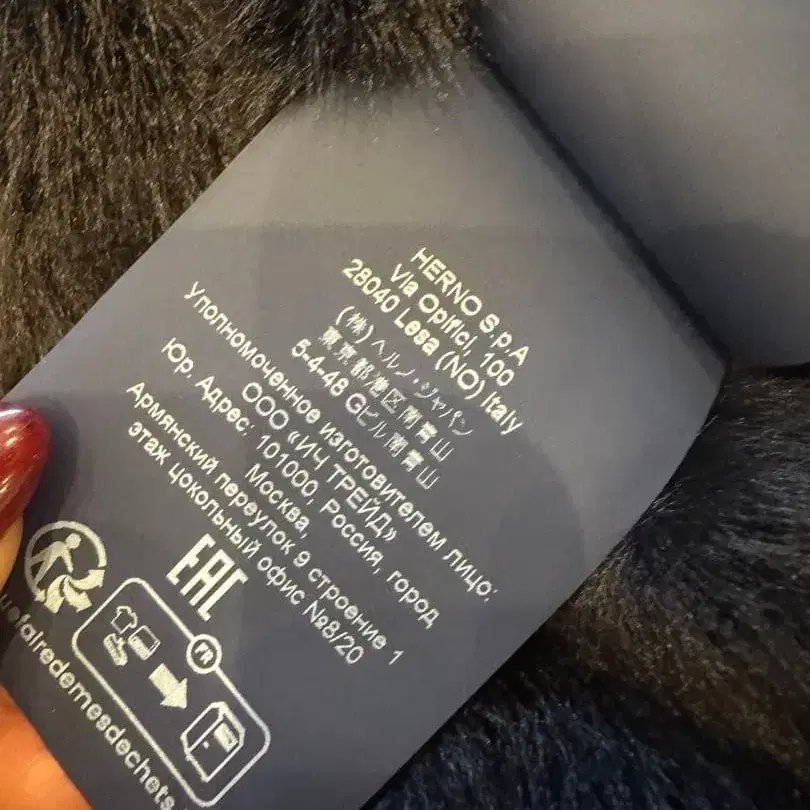 HERNO S.p.A
Via Opifici, 100
28040 Lesa (NO) Italy
(株) ヘルノ・ジャパン
東京都港区南青山
5-4-48 Gビル南青山
Уполномоченное изготовителем лицо:
ООО «ИЧ ТРЕЙД»
Юр. Адрес: 101000, Россия, город
Москва,
Армянский переулок 9 строение 1
этаж цокольный офис №8/20
EAC
FR
uefairedemesdechets.